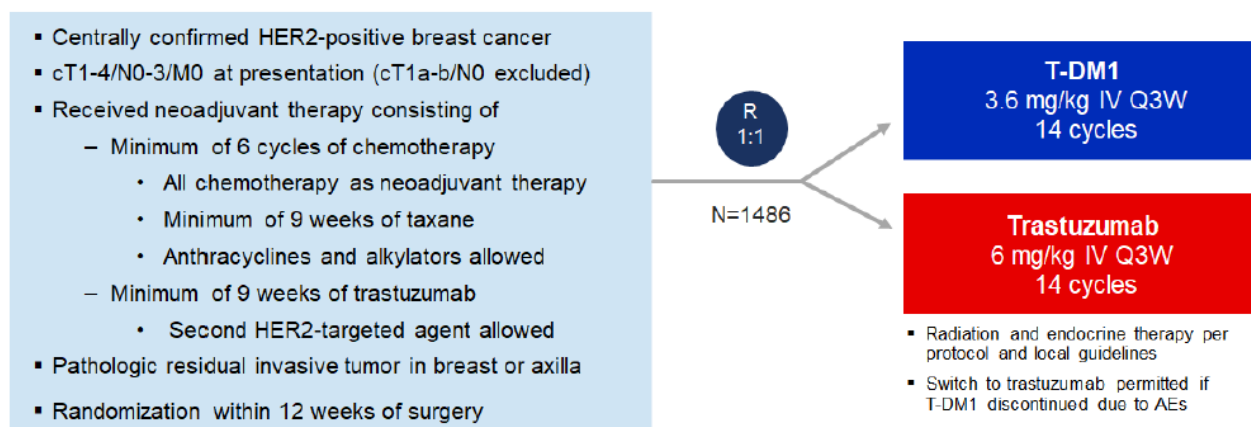 ▪ Centrally confirmed HER2-positive breast cancer
▪ cT1-4/N0-3/M0 at presentation (cT1a-b/N0 excluded)
▪ Received neoadjuvant therapy consisting of
– Minimum of 6 cycles of chemotherapy
• All chemotherapy as neoadjuvant therapy
• Minimum of 9 weeks of taxane
• Anthracyclines and alkylators allowed
– Minimum of 9 weeks of trastuzumab
• Second HER2-targeted agent allowed
▪ Pathologic residual invasive tumor in breast or axilla
▪ Randomization within 12 weeks of surgery
R
1:1
N=1486
T-DM1
3.6 mg/kg IV Q3W
14 cycles
Trastuzumab
6 mg/kg IV Q3W
14 cycles
▪ Radiation and endocrine therapy per
protocol and local guidelines
▪ Switch to trastuzumab permitted if
T-DM1 discontinued due to AEs